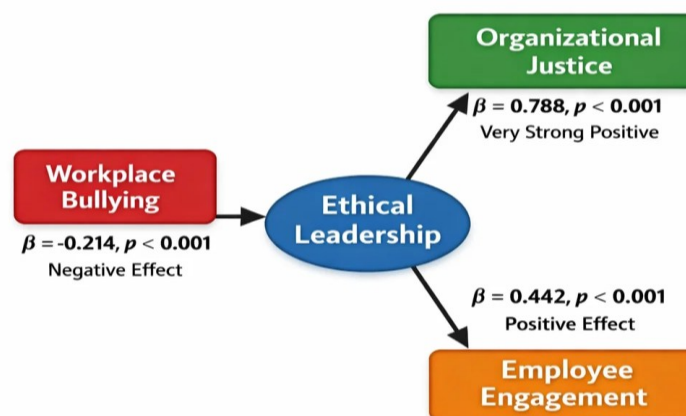 Organizational
Justice
β = 0.788, p < 0.001
Very Strong Positive
Workplace
Bullying
β = -0.214, p < 0.001
Negative Effect
Ethical
Leadership
β = 0.442, p < 0.001
Positive Effect
Employee
Engagement